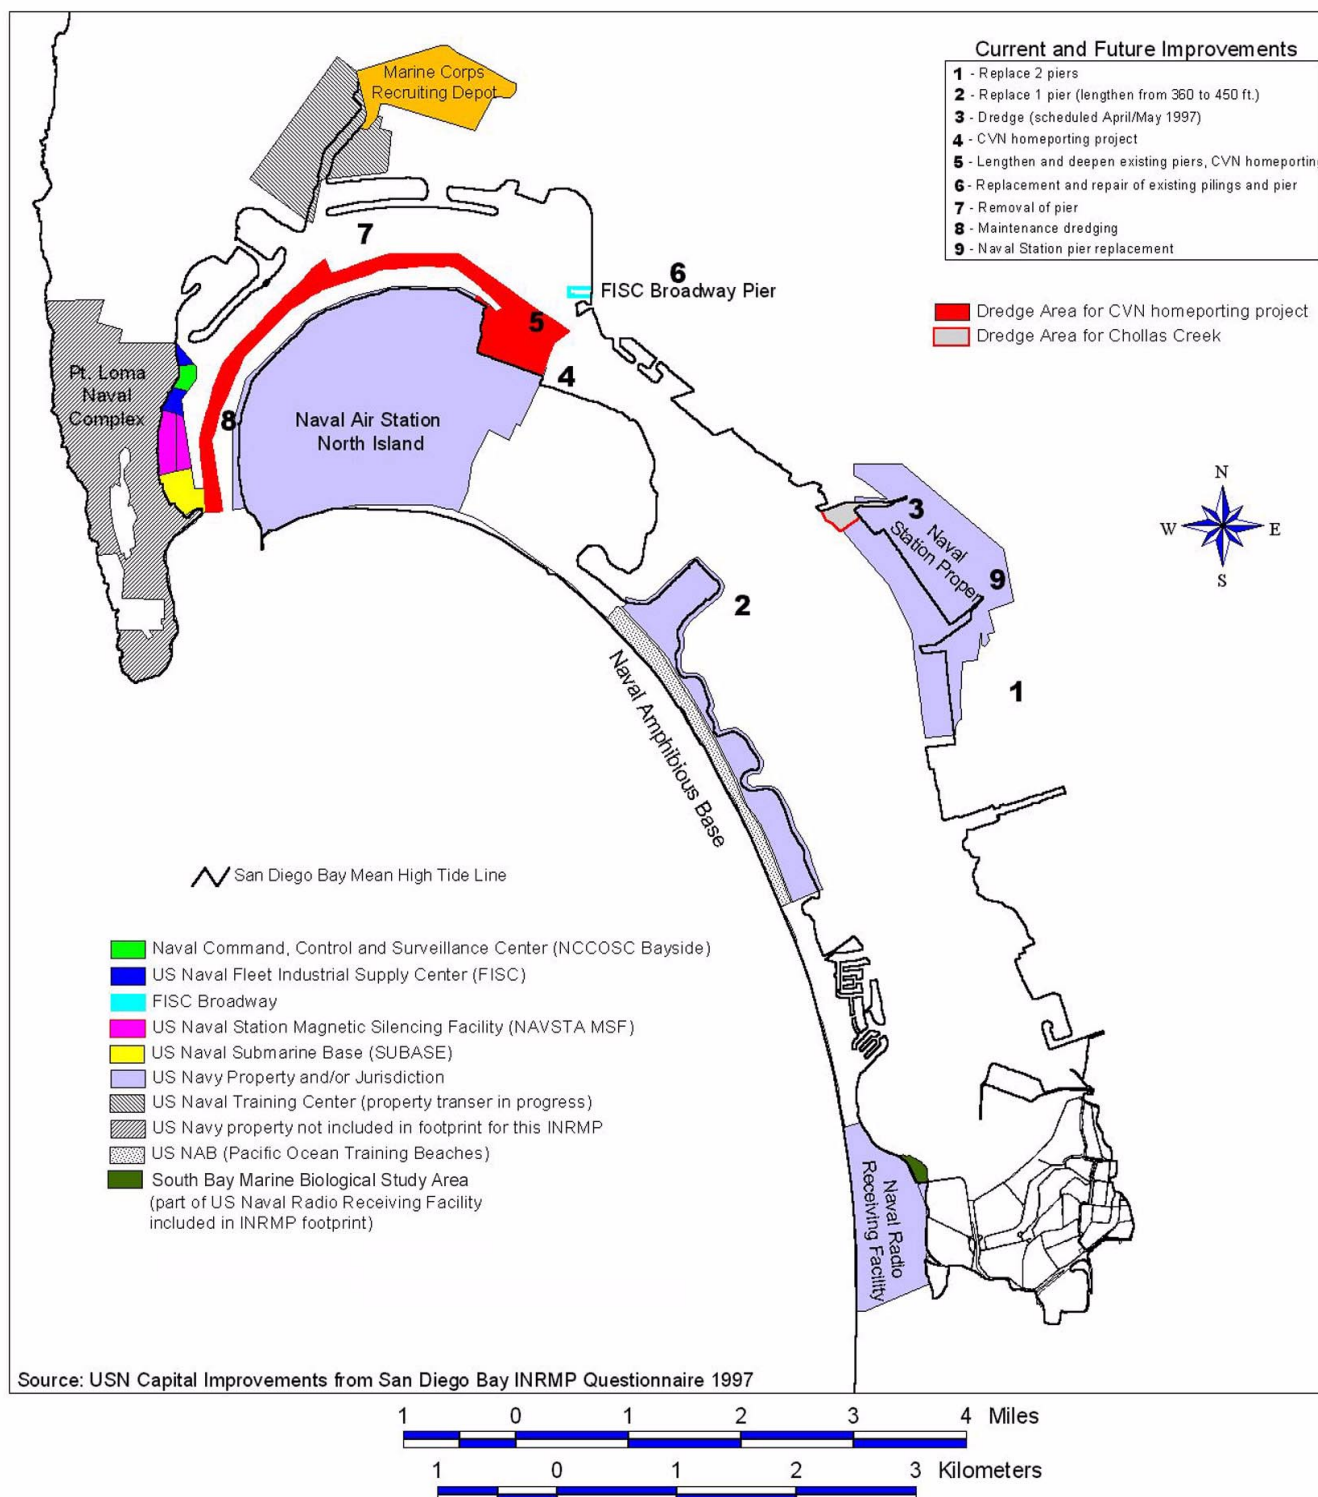 Current and Future Improvements
1 - Replace 2 piers
2 - Replace 1 pier (lengthen from 360 to 450 ft.)
3 - Dredge (scheduled April/May 1997)
4 - CVN homeporting project
5 - Lengthen and deepen existing piers, CVN homeporting
6 - Replacement and repair of existing pilings and pier
7 - Removal of pier
8 - Maintenance dredging
9 - Naval Station pier replacement
Dredge Area for CVN homeporting project
Dredge Area for Chollas Creek
Marine Corps
Recruiting Depot
7
6
FISC Broadway Pier
5
4
Pt. Loma
Naval
Complex
8
Naval Air Station
North Island
3
Naval
Station Proper
9
N
W
E
S
2
1
Naval Amphibious Base
San Diego Bay Mean High Tide Line
Naval Command, Control and Surveillance Center (NCCOSC Bayside)
US Naval Fleet Industrial Supply Center (FISC)
FISC Broadway
US Naval Station Magnetic Silencing Facility (NAVSTA MSF)
US Naval Submarine Base (SUBASE)
US Navy Property and/or Jurisdiction
US Naval Training Center (property transer in progress)
US Navy property not included in footprint for this INRMP
US NAB (Pacific Ocean Training Beaches)
South Bay Marine Biological Study Area
(part of US Naval Radio Receiving Facility
included in INRMP footprint)
Naval Radio
Receiving Facility
Source: USN Capital Improvements from San Diego Bay INRMP Questionnaire 1997
1 0 1 2 3 4 Miles
1 0 1 2 3 Kilometers